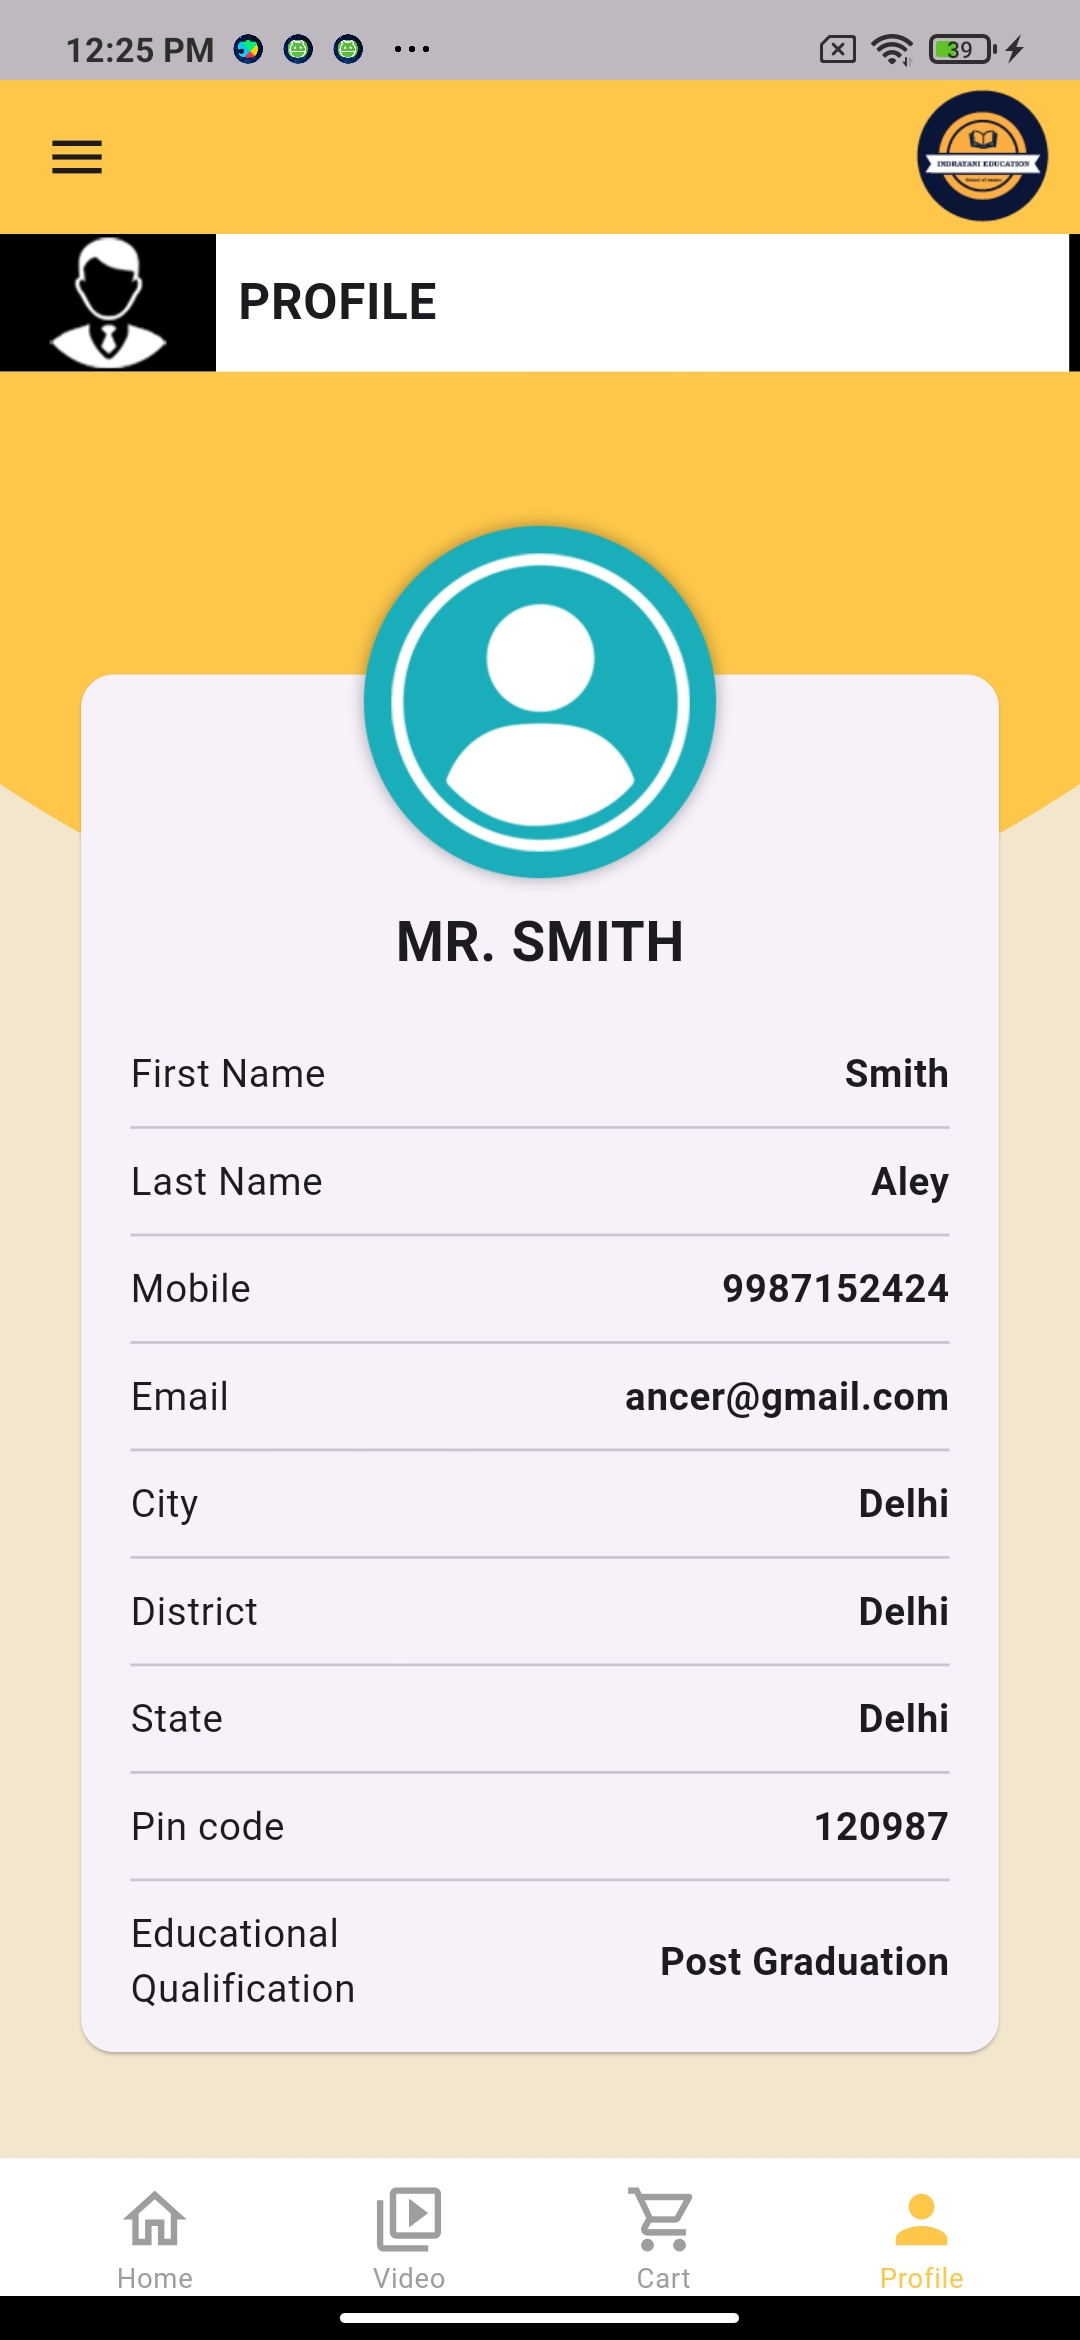 12:25 PM
39
INDRAYANI EDUCATION
PROFILE
MR. SMITH
First Name Smith
Last Name Aley
Mobile 9987152424
Email ancer@gmail.com
City Delhi
District Delhi
State Delhi
Pin code 120987
Educational
Qualification Post Graduation
Home Video Cart Profile